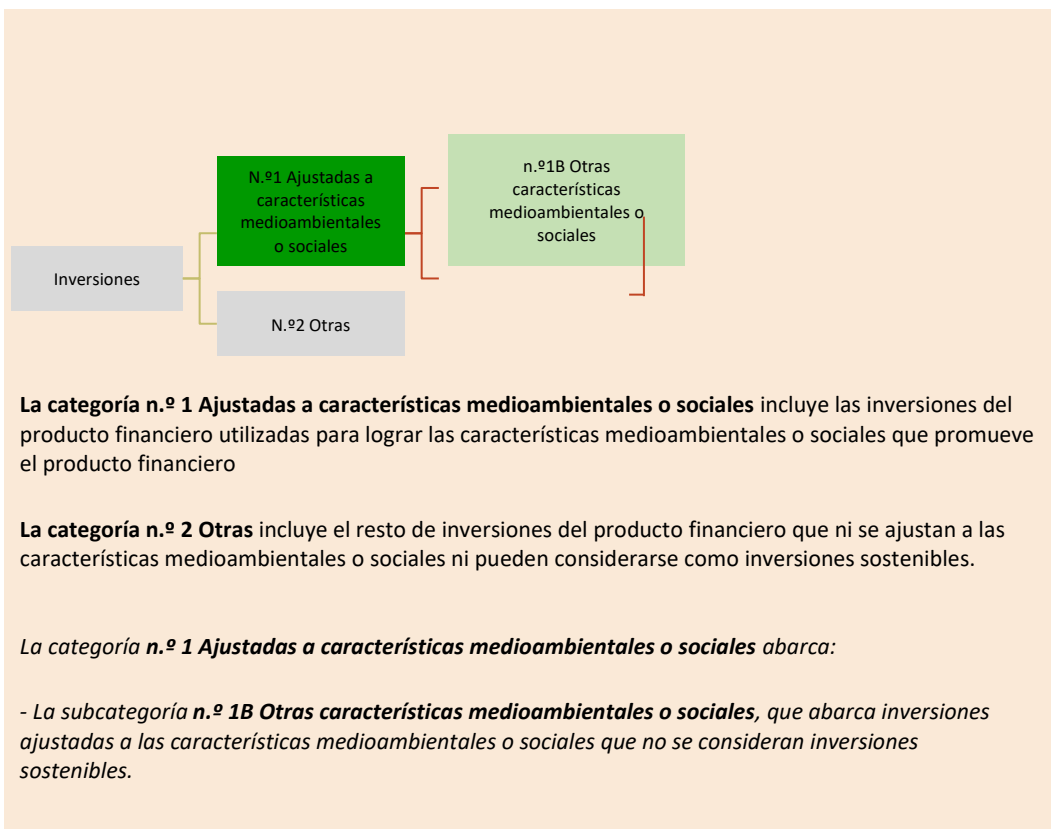 N.º1 Ajustadas a
características
medioambientales
o sociales
n.º1B Otras
características
medioambientales o
sociales
Inversiones
N.º2 Otras
La categoría n.º 1 Ajustadas a características medioambientales o sociales incluye las inversiones del
producto financiero utilizadas para lograr las características medioambientales o sociales que promueve
el producto financiero
La categoría n.º 2 Otras incluye el resto de inversiones del producto financiero que ni se ajustan a las
características medioambientales o sociales ni pueden considerarse como inversiones sostenibles.
La categoría n.º 1 Ajustadas a características medioambientales o sociales abarca:
- La subcategoría n.º 1B Otras características medioambientales o sociales, que abarca inversiones
ajustadas a las características medioambientales o sociales que no se consideran inversiones
sostenibles.